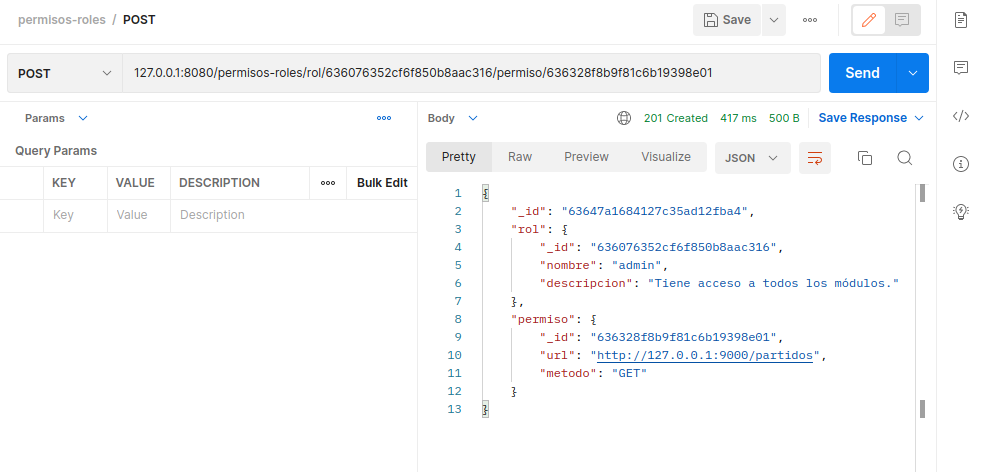 permisos-roles / POST
Save
POST
127.0.0.1:8080/permisos-roles/rol/636076352cf6f850b8aac316/permiso/636328f8b9f81c6b19398e01
Send
Params
Query Params
KEY VALUE DESCRIPTION Bulk Edit
Key Value Description
Body
201 Created 417 ms 500 B Save Response
Pretty Raw Preview Visualize JSON
1 {
2 "_id": "63647a1684127c35ad12fba4",
3 "rol": {
4 "_id": "636076352cf6f850b8aac316",
5 "nombre": "admin",
6 "descripcion": "Tiene acceso a todos los módulos."
7 },
8 "permiso": {
9 "_id": "636328f8b9f81c6b19398e01",
10 "url": "http://127.0.0.1:9000/partidos",
11 "metodo": "GET"
12 }
13 }